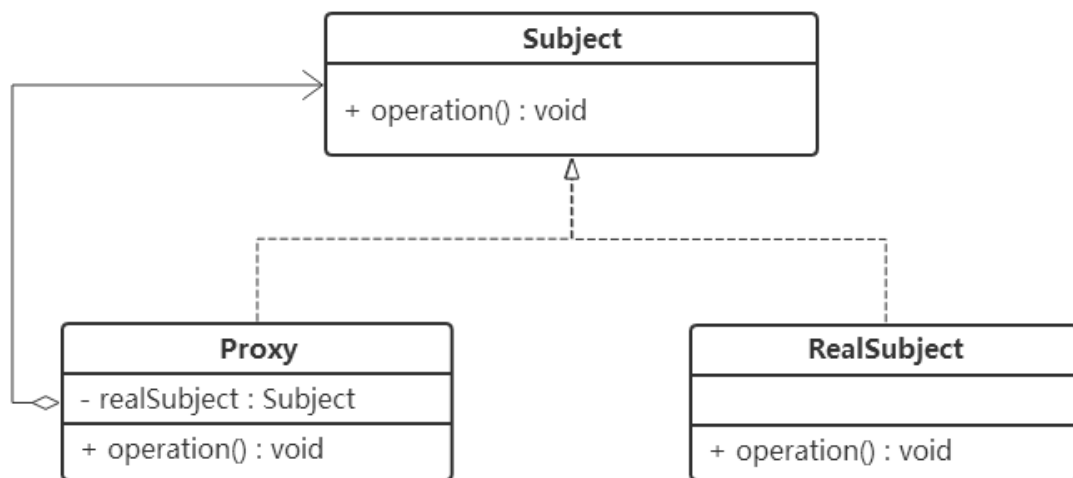 Subject
+ operation() : void
Proxy
- realSubject : Subject
+ operation() : void
RealSubject
+ operation() : void